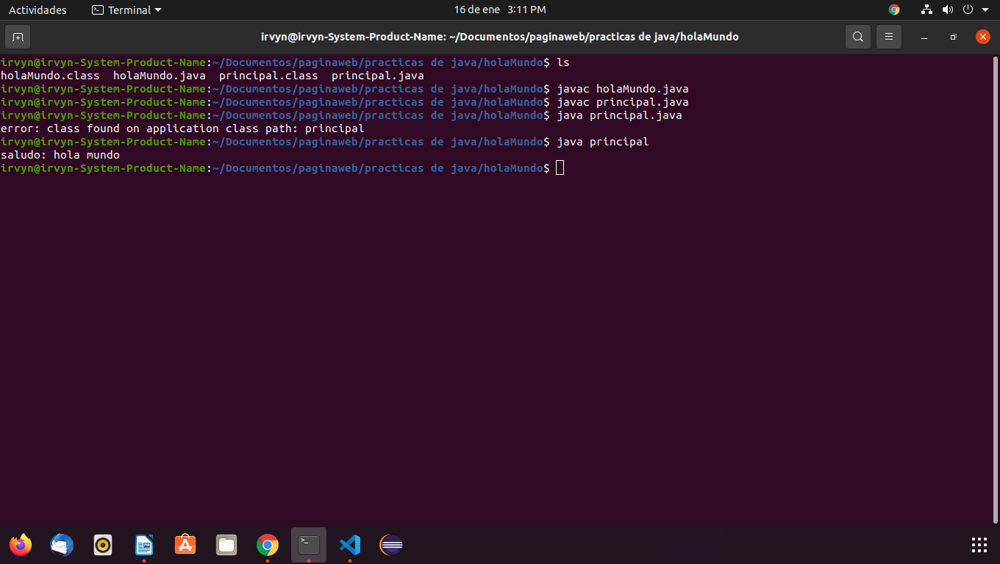 Actividades Terminal 16 de ene 3:11 PM
irvyn@irvyn-System-Product-Name: ~/Documentos/paginaweb/practicas de java/holaMundo
irvyn@irvyn-System-Product-Name:~/Documentos/paginaweb/practicas de java/holaMundo$ ls
holaMundo.class  holaMundo.java  principal.class  principal.java
irvyn@irvyn-System-Product-Name:~/Documentos/paginaweb/practicas de java/holaMundo$ javac holaMundo.java
irvyn@irvyn-System-Product-Name:~/Documentos/paginaweb/practicas de java/holaMundo$ javac principal.java
irvyn@irvyn-System-Product-Name:~/Documentos/paginaweb/practicas de java/holaMundo$ java principal.java
error: class found on application class path: principal
irvyn@irvyn-System-Product-Name:~/Documentos/paginaweb/practicas de java/holaMundo$ java principal
saludo: hola mundo
irvyn@irvyn-System-Product-Name:~/Documentos/paginaweb/practicas de java/holaMundo$